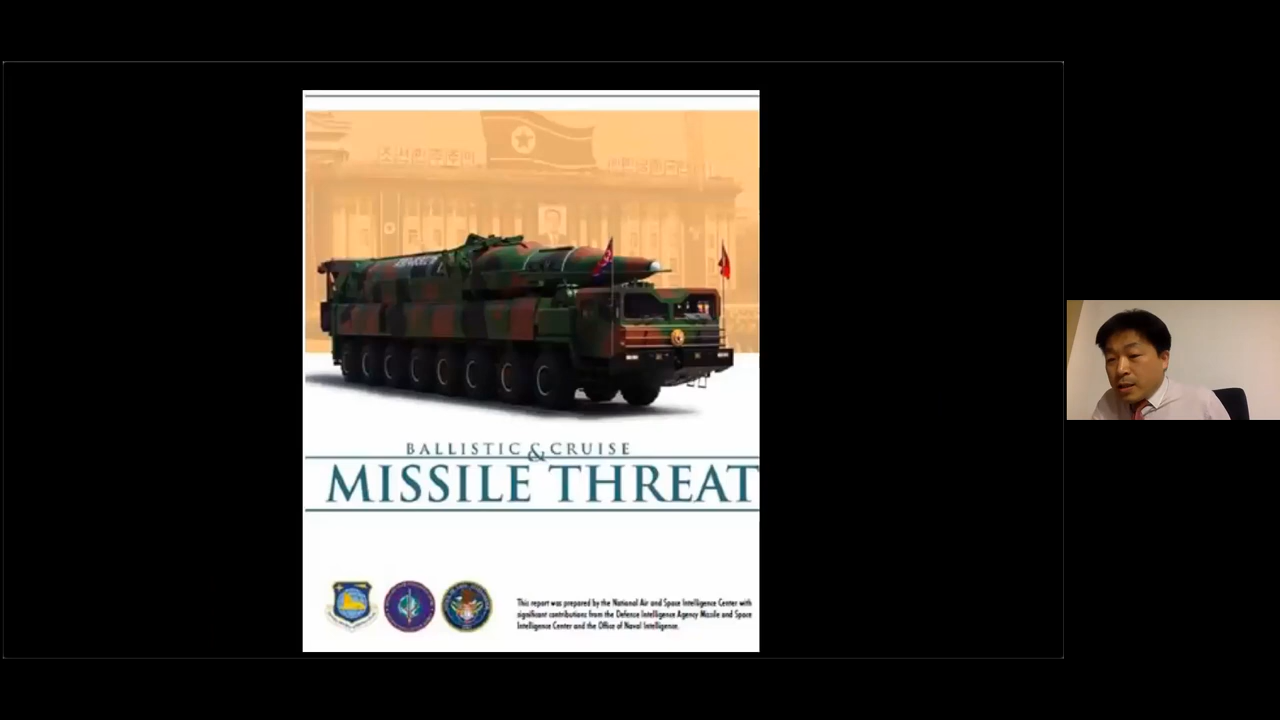 BALLISTIC & CRUISE
MISSILE THREAT
This report was prepared by the National Air and Space Intelligence Center with
significant contributions from the Defense Intelligence Agency Missile and Space
Intelligence Center and the Office of Naval Intelligence.